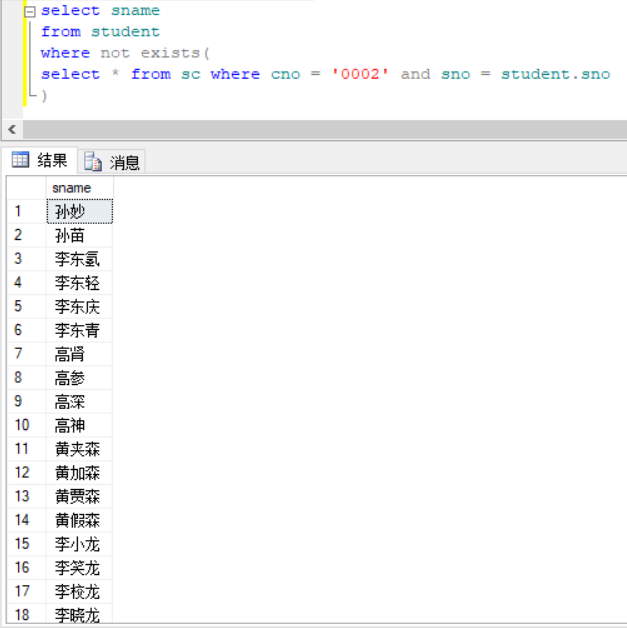 select sname
from student
where not exists(
select * from sc where cno = '0002' and sno = student.sno
)
结果 消息
sname
1 孙妙
2 孙苗
3 李东氢
4 李东轻
5 李东庆
6 李东青
7 高肾
8 高参
9 高深
10 高神
11 黄夹森
12 黄加森
13 黄贾森
14 黄假森
15 李小龙
16 李笑龙
17 李校龙
18 李晓龙